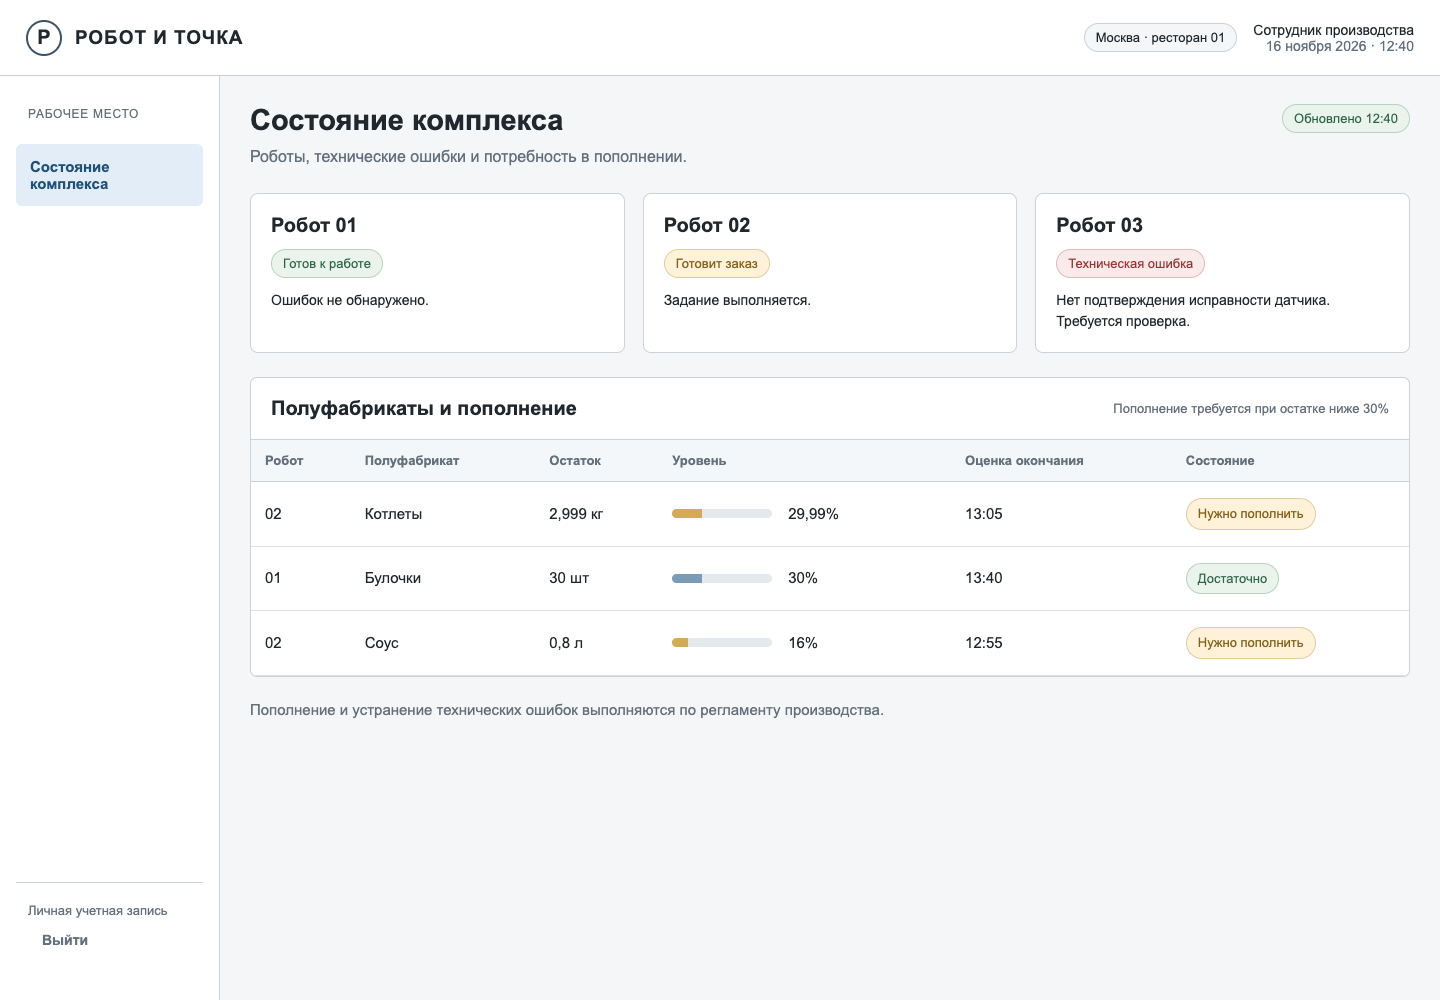 Р РОБОТ И ТОЧКА
Москва · ресторан 01
Сотрудник производства
16 ноября 2026 · 12:40
РАБОЧЕЕ МЕСТО
Состояние
комплекса
Состояние комплекса
Обновлено 12:40
Роботы, технические ошибки и потребность в пополнении.
Робот 01
Готов к работе
Ошибок не обнаружено.
Робот 02
Готовит заказ
Задание выполняется.
Робот 03
Техническая ошибка
Нет подтверждения исправности датчика.
Требуется проверка.
Полуфабрикаты и пополнение
Пополнение требуется при остатке ниже 30%
Робот Полуфабрикат Остаток Уровень Оценка окончания Состояние
02 Котлеты 2,999 кг 29,99% 13:05 Нужно пополнить
01 Булочки 30 шт 30% 13:40 Достаточно
02 Соус 0,8 л 16% 12:55 Нужно пополнить
Пополнение и устранение технических ошибок выполняются по регламенту производства.
Личная учетная запись
Выйти